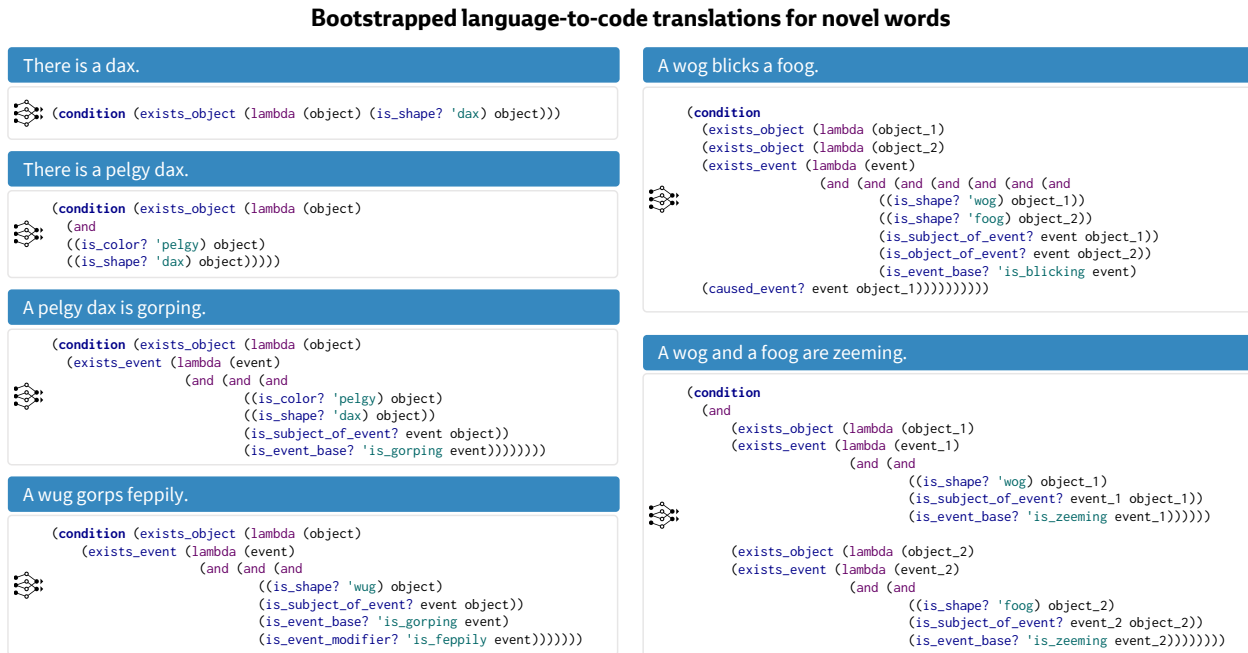 Bootstrapped language-to-code translations for novel words
There is a dax.
(condition (exists_object (lambda (object) (is_shape? 'dax) object)))
There is a pelgy dax.
(condition (exists_object (lambda (object)
(and
((is_color? 'pelgy) object)
((is_shape? 'dax) object)))))
A pelgy dax is gorping.
(condition (exists_object (lambda (object)
(exists_event (lambda (event)
(and (and (and
((is_color? 'pelgy) object)
((is_shape? 'dax) object))
(is_subject_of_event? event object))
(is_event_base? 'is_gorping event))))))))
A wug gorps feppily.
(condition (exists_object (lambda (object)
(exists_event (lambda (event)
(and (and (and
((is_shape? 'wug) object)
(is_subject_of_event? event object))
(is_event_base? 'is_gorping event)
(is_event_modifier? 'is_feppily event)))))))
A wog blicks a foog.
(condition
(exists_object (lambda (object_1)
(exists_object (lambda (object_2)
(exists_event (lambda (event)
(and (and (and (and (and (and (and
((is_shape? 'wog) object_1))
((is_shape? 'foog) object_2))
(is_subject_of_event? event object_1))
(is_object_of_event? event object_2))
(is_event_base? 'is_blicking event)
(caused_event? event object_1))))))))))
A wog and a foog are zeeming.
(condition
(and
(exists_object (lambda (object_1)
(exists_event (lambda (event_1)
(and (and
((is_shape? 'wog) object_1)
(is_subject_of_event? event_1 object_1))
(is_event_base? 'is_zeeming event_1))))))
(exists_object (lambda (object_2)
(exists_event (lambda (event_2)
(and (and
((is_shape? 'foog) object_2)
(is_subject_of_event? event_2 object_2))
(is_event_base? 'is_zeeming event_2))))))))